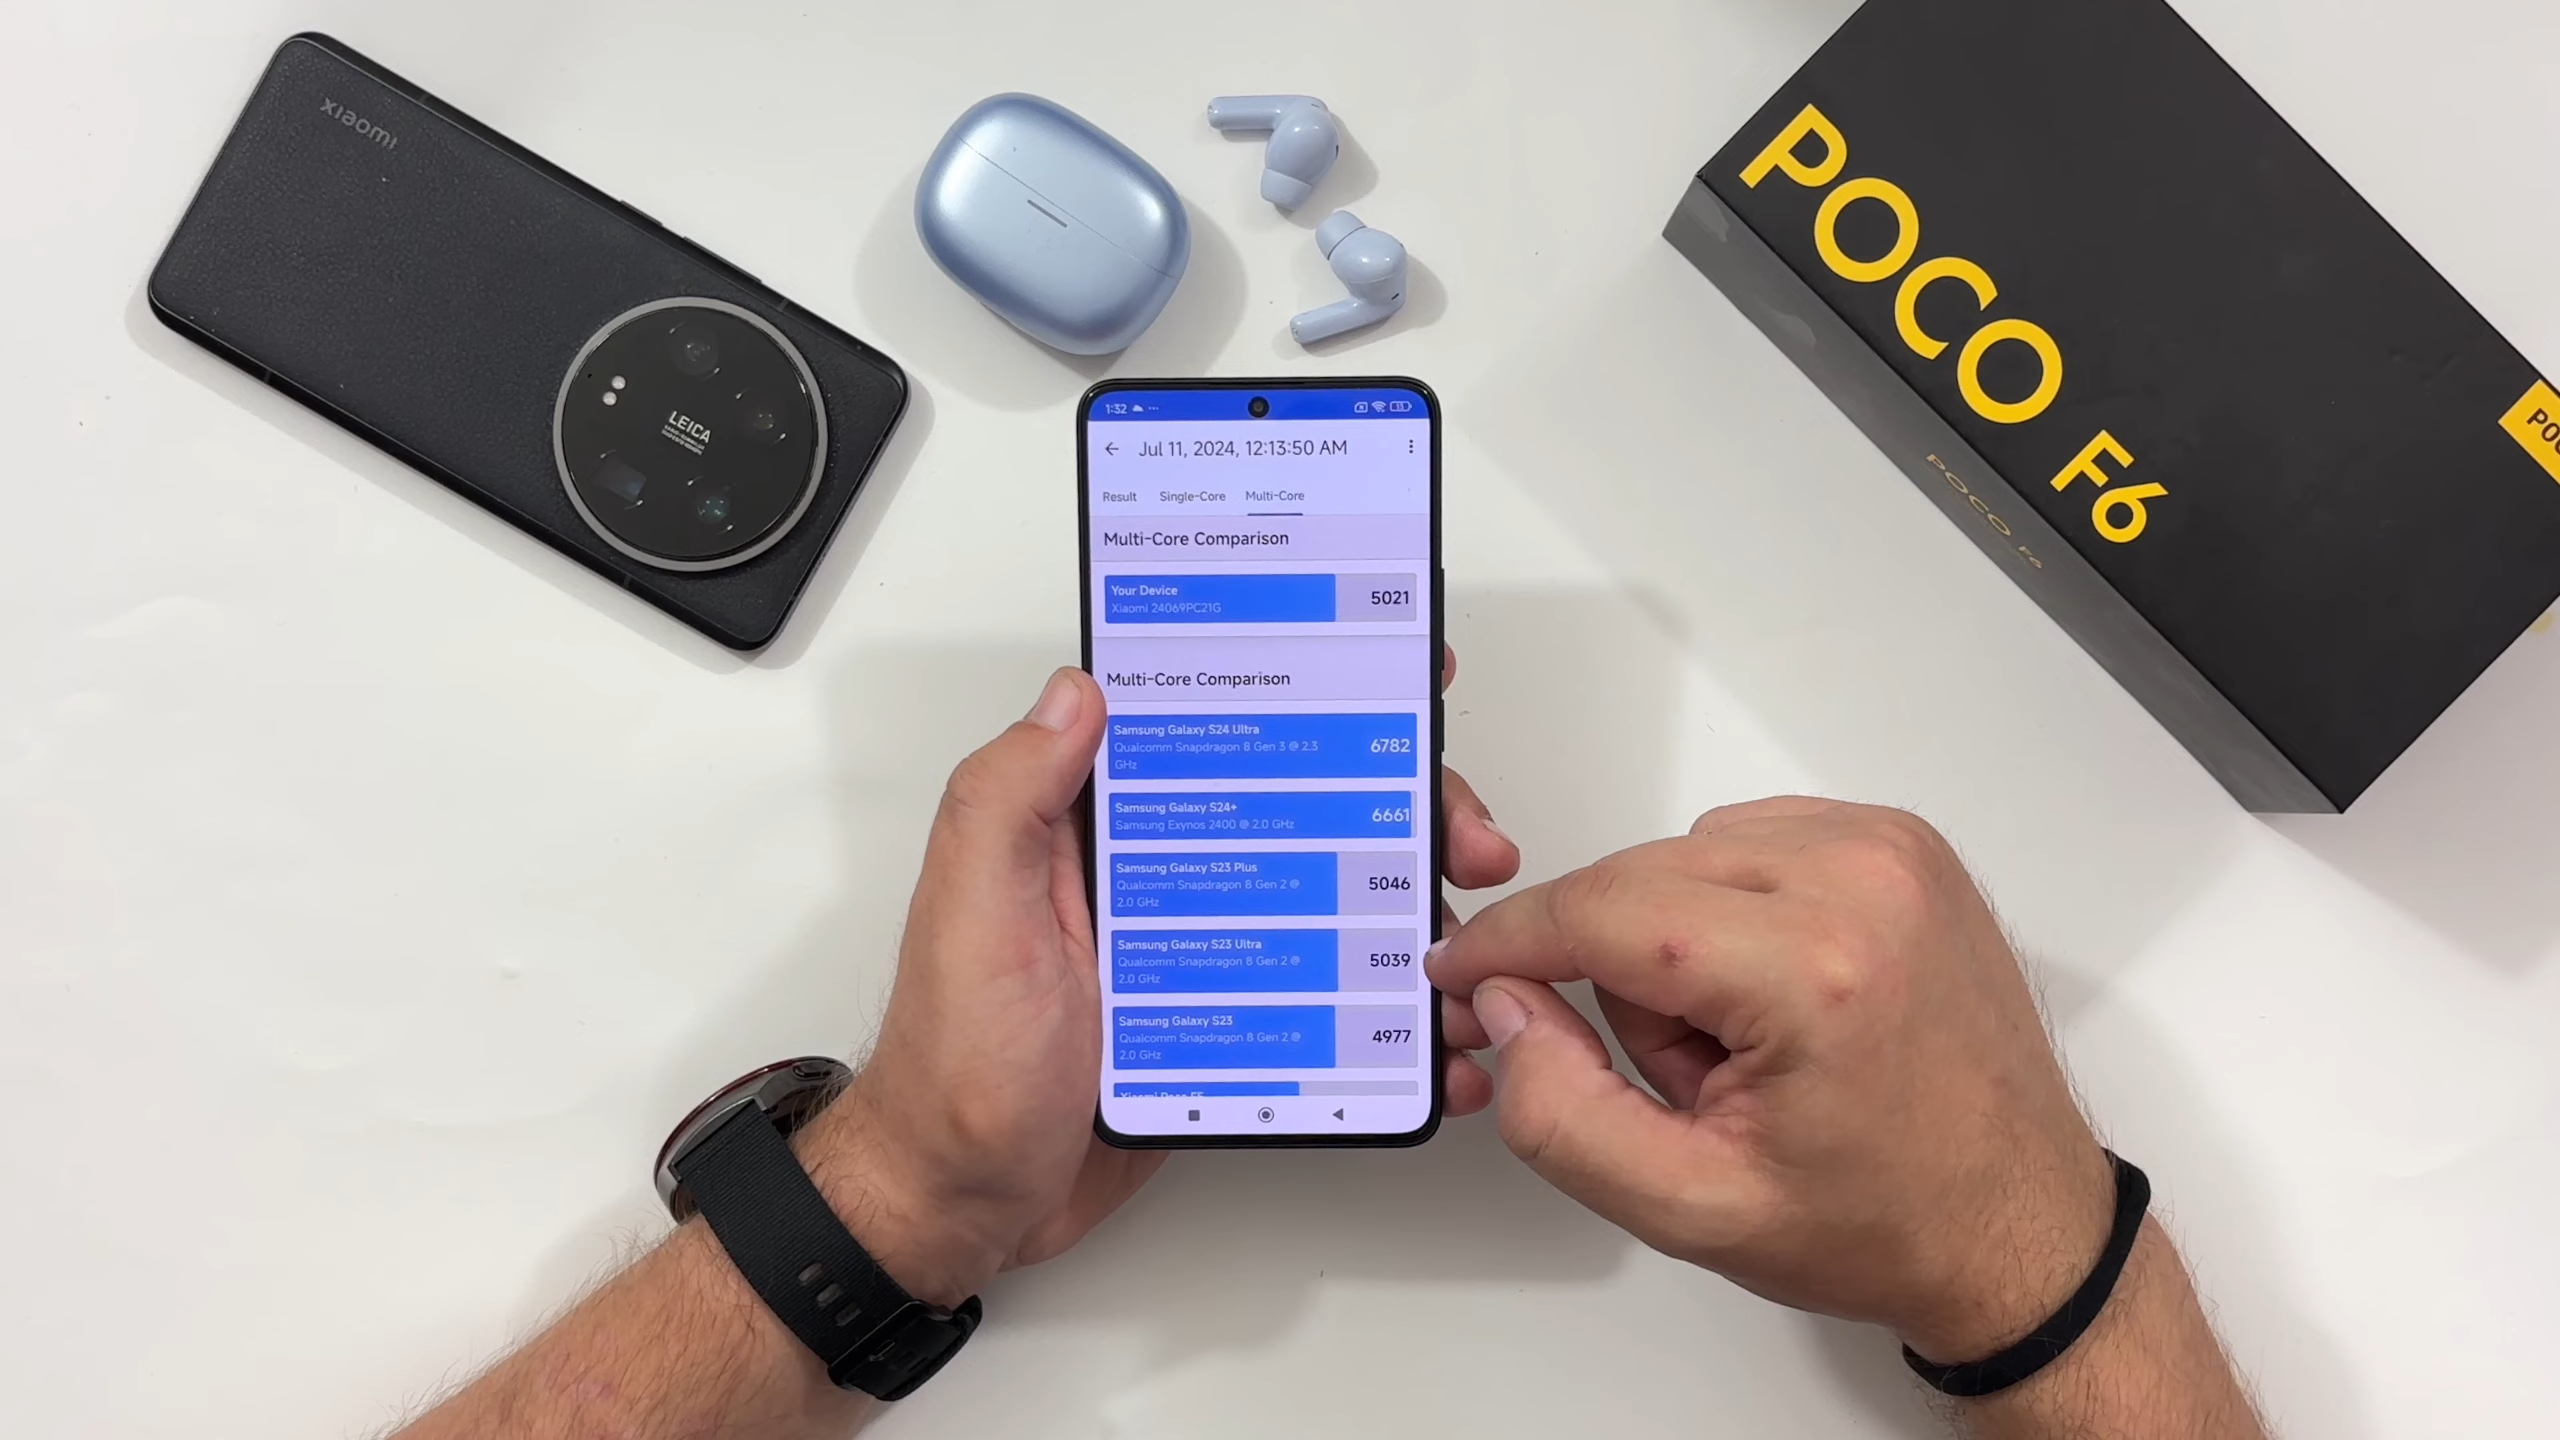 xiaomi
LEICA
POCO F6
POCO F6
1:32
Jul 11, 2024, 12:13:50 AM
Result Single-Core Multi-Core
Multi-Core Comparison
Your Device
Xiaomi 24069PC21G
5021
Multi-Core Comparison
Samsung Galaxy S24 Ultra
Qualcomm Snapdragon 8 Gen 3 @ 2.3
GHz
6782
Samsung Galaxy S24+
Samsung Exynos 2400 @ 2.0 GHz
6661
Samsung Galaxy S23 Plus
Qualcomm Snapdragon 8 Gen 2 @
2.0 GHz
5046
Samsung Galaxy S23 Ultra
Qualcomm Snapdragon 8 Gen 2 @
2.0 GHz
5039
Samsung Galaxy S23
Qualcomm Snapdragon 8 Gen 2 @
2.0 GHz
4977
Xiaomi Poco F5